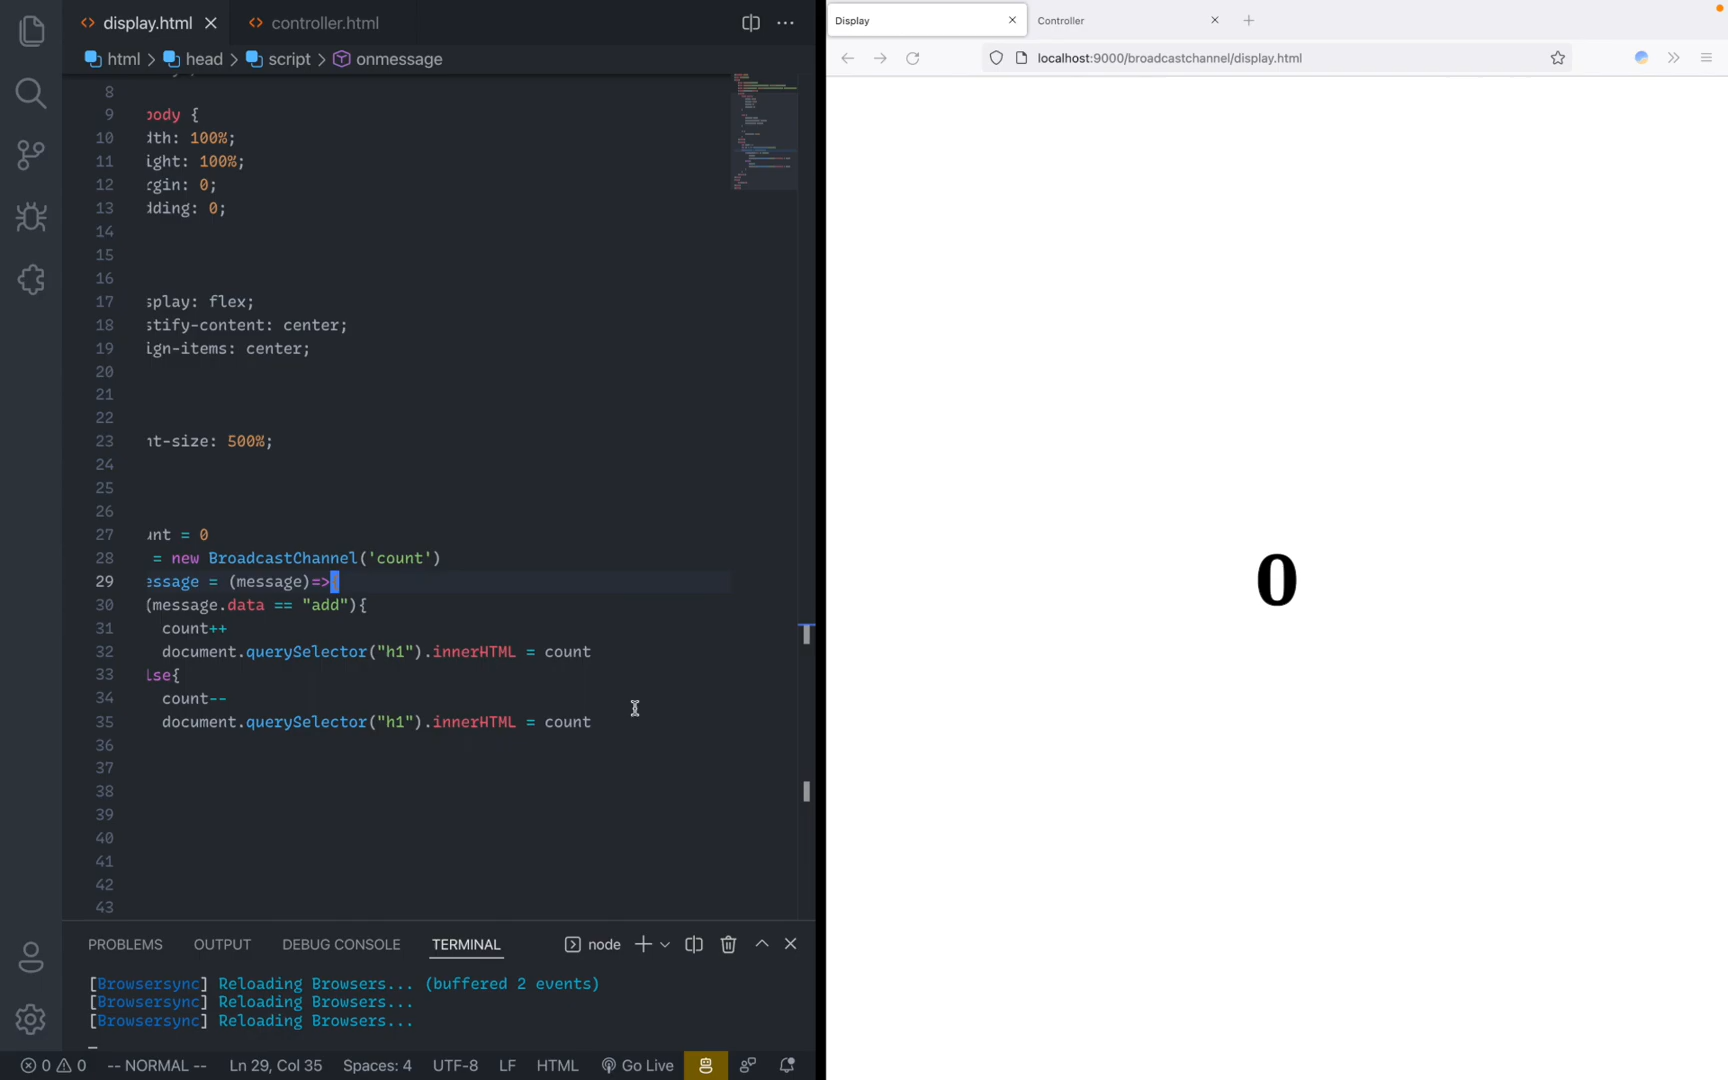 display.html
controller.html
html > head > script > onmessage
8
9 body {
10 dth: 100%;
11 ight: 100%;
12 rgin: 0;
13 dding: 0;
14
15
16
17 splay: flex;
18 stify-content: center;
19 ign-items: center;
20
21
22
23 nt-size: 500%;
24
25
26
27 unt = 0
28 = new BroadcastChannel('count')
29 essage = (message)=>
30 (message.data == "add"){
31 count++
32 document.querySelector("h1").innerHTML = count
33 lse{
34 count--
35 document.querySelector("h1").innerHTML = count
36
37
38
39
40
41
42
43
PROBLEMS OUTPUT DEBUG CONSOLE TERMINAL node
[Browsersync] Reloading Browsers... (buffered 2 events)
[Browsersync] Reloading Browsers...
[Browsersync] Reloading Browsers...
0 0 -- NORMAL -- Ln 29, Col 35 Spaces: 4 UTF-8 LF HTML Go Live
Display
Controller
localhost:9000/broadcastchannel/display.html
0